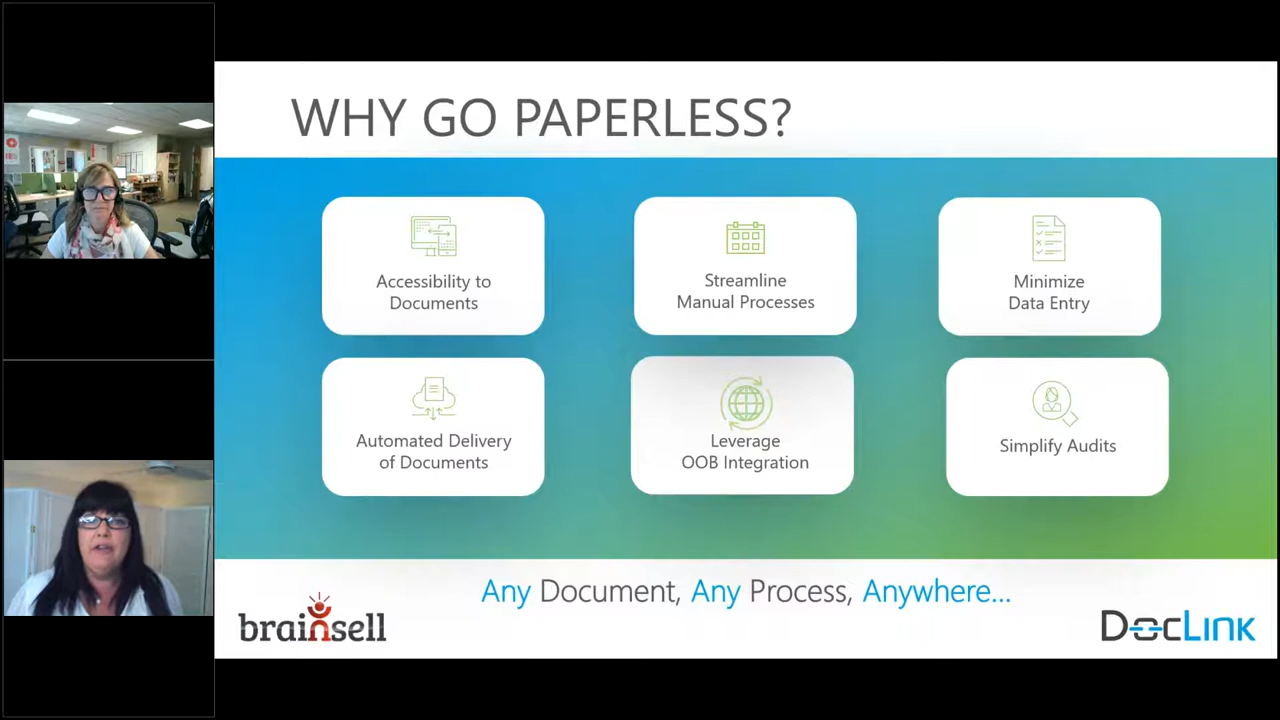 WHY GO PAPERLESS?
Accessibility to
Documents
Streamline
Manual Processes
Minimize
Data Entry
Automated Delivery
of Documents
Leverage
OOB Integration
Simplify Audits
Any Document, Any Process, Anywhere...
brainsell
DocLink